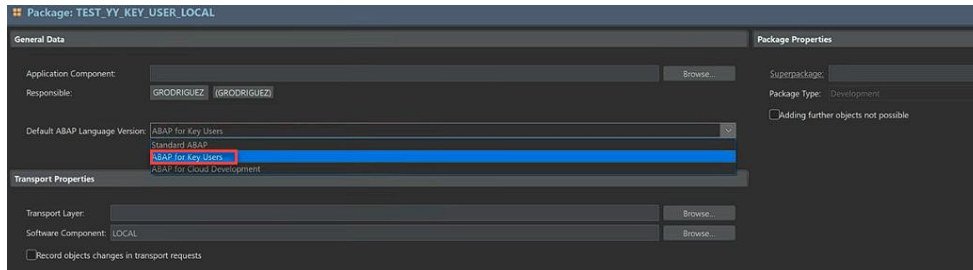 Package: TEST_YY_KEY_USER_LOCAL
General Data
Package Properties
Application Component:
Browse...
Superpackage:
Responsible:
GRODRIGUEZ
(GRODRIGUEZ)
Package Type:
Development
Adding further objects not possible
Default ABAP Language Version:
ABAP for Key Users
Standard ABAP
ABAP for Key Users
ABAP for Cloud Development
Transport Properties
Transport Layer:
Browse...
Software Component:
LOCAL
Browse...
Record objects changes in transport requests